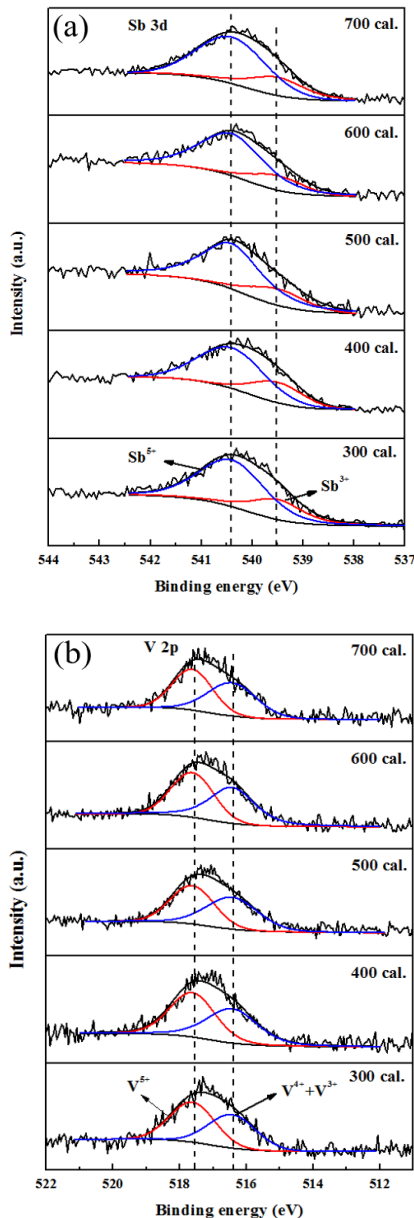 (a)
Sb 3d
700 cal.
600 cal.
500 cal.
400 cal.
300 cal.
Sb⁵⁺
Sb³⁺
Intensity (a.u.)
544 543 542 541 540 539 538 537
Binding energy (eV)
(b)
V 2p
700 cal.
600 cal.
500 cal.
400 cal.
300 cal.
V⁵⁺
V⁴⁺+V³⁺
Intensity (a.u.)
522 520 518 516 514 512
Binding energy (eV)